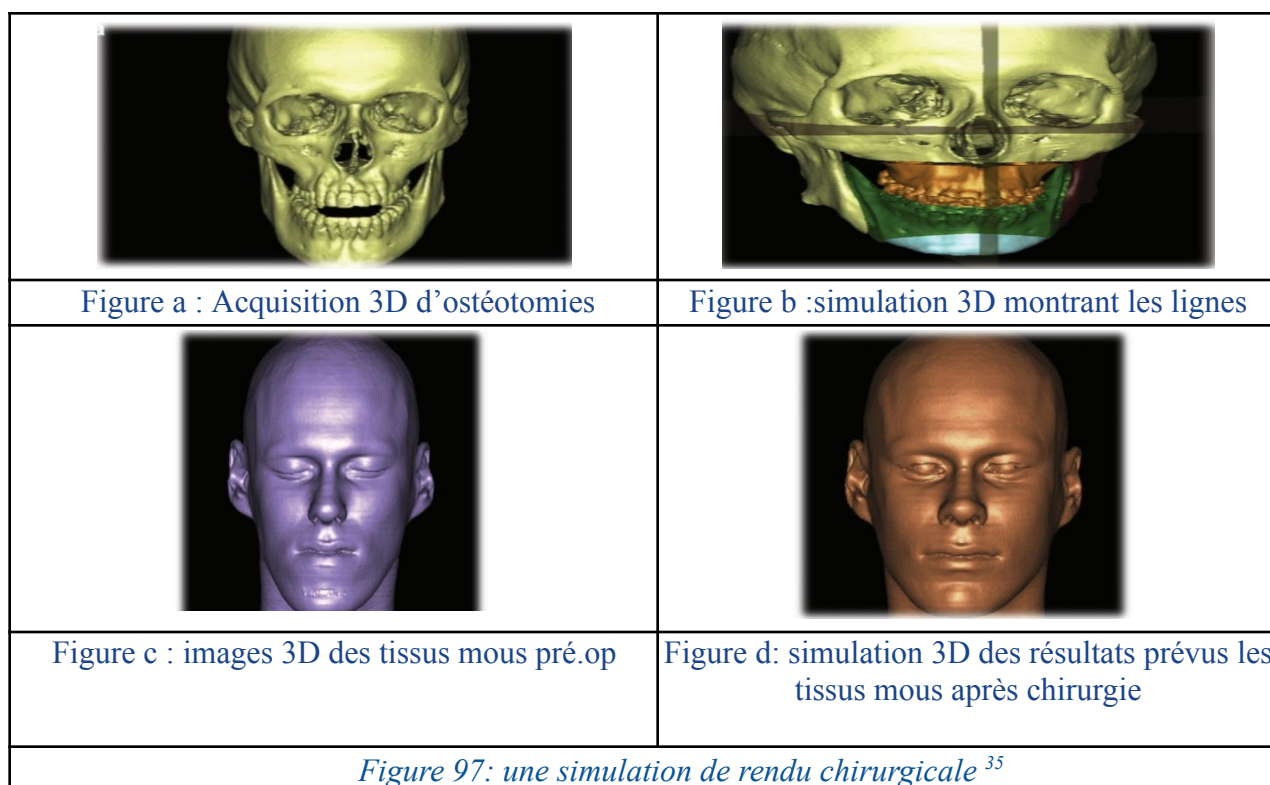 a
Figure a : Acquisition 3D d’ostéotomies
Figure b :simulation 3D montrant les lignes
Figure c : images 3D des tissus mous pré.op
Figure d: simulation 3D des résultats prévus les
tissus mous après chirurgie
Figure 97: une simulation de rendu chirurgicale 35